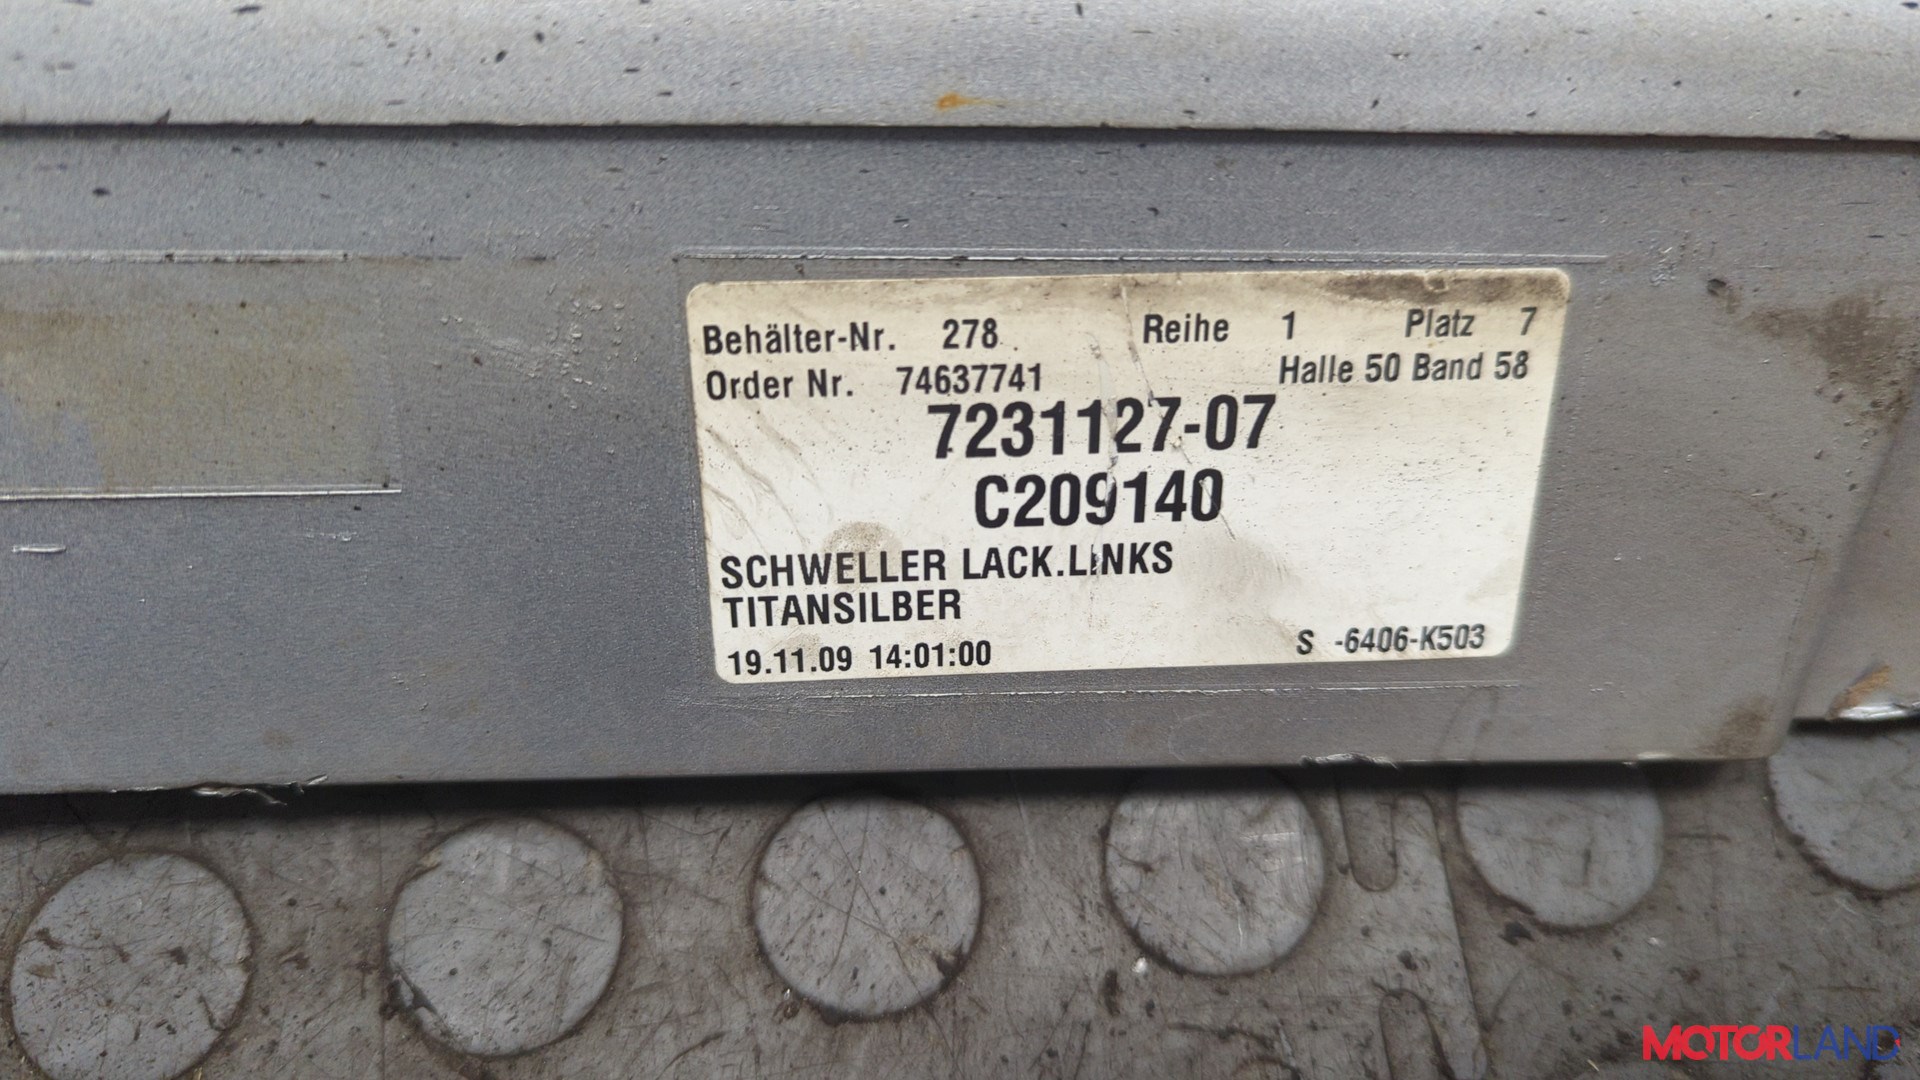 Behälter-Nr. 278 Reihe 1 Platz 7
Order Nr. 74637741 Halle 50 Band 58
7231127-07
C209140
SCHWELLER LACK.LINKS
TITANSILBER
19.11.09 14:01:00 S -6406-K503
MOTORLAND